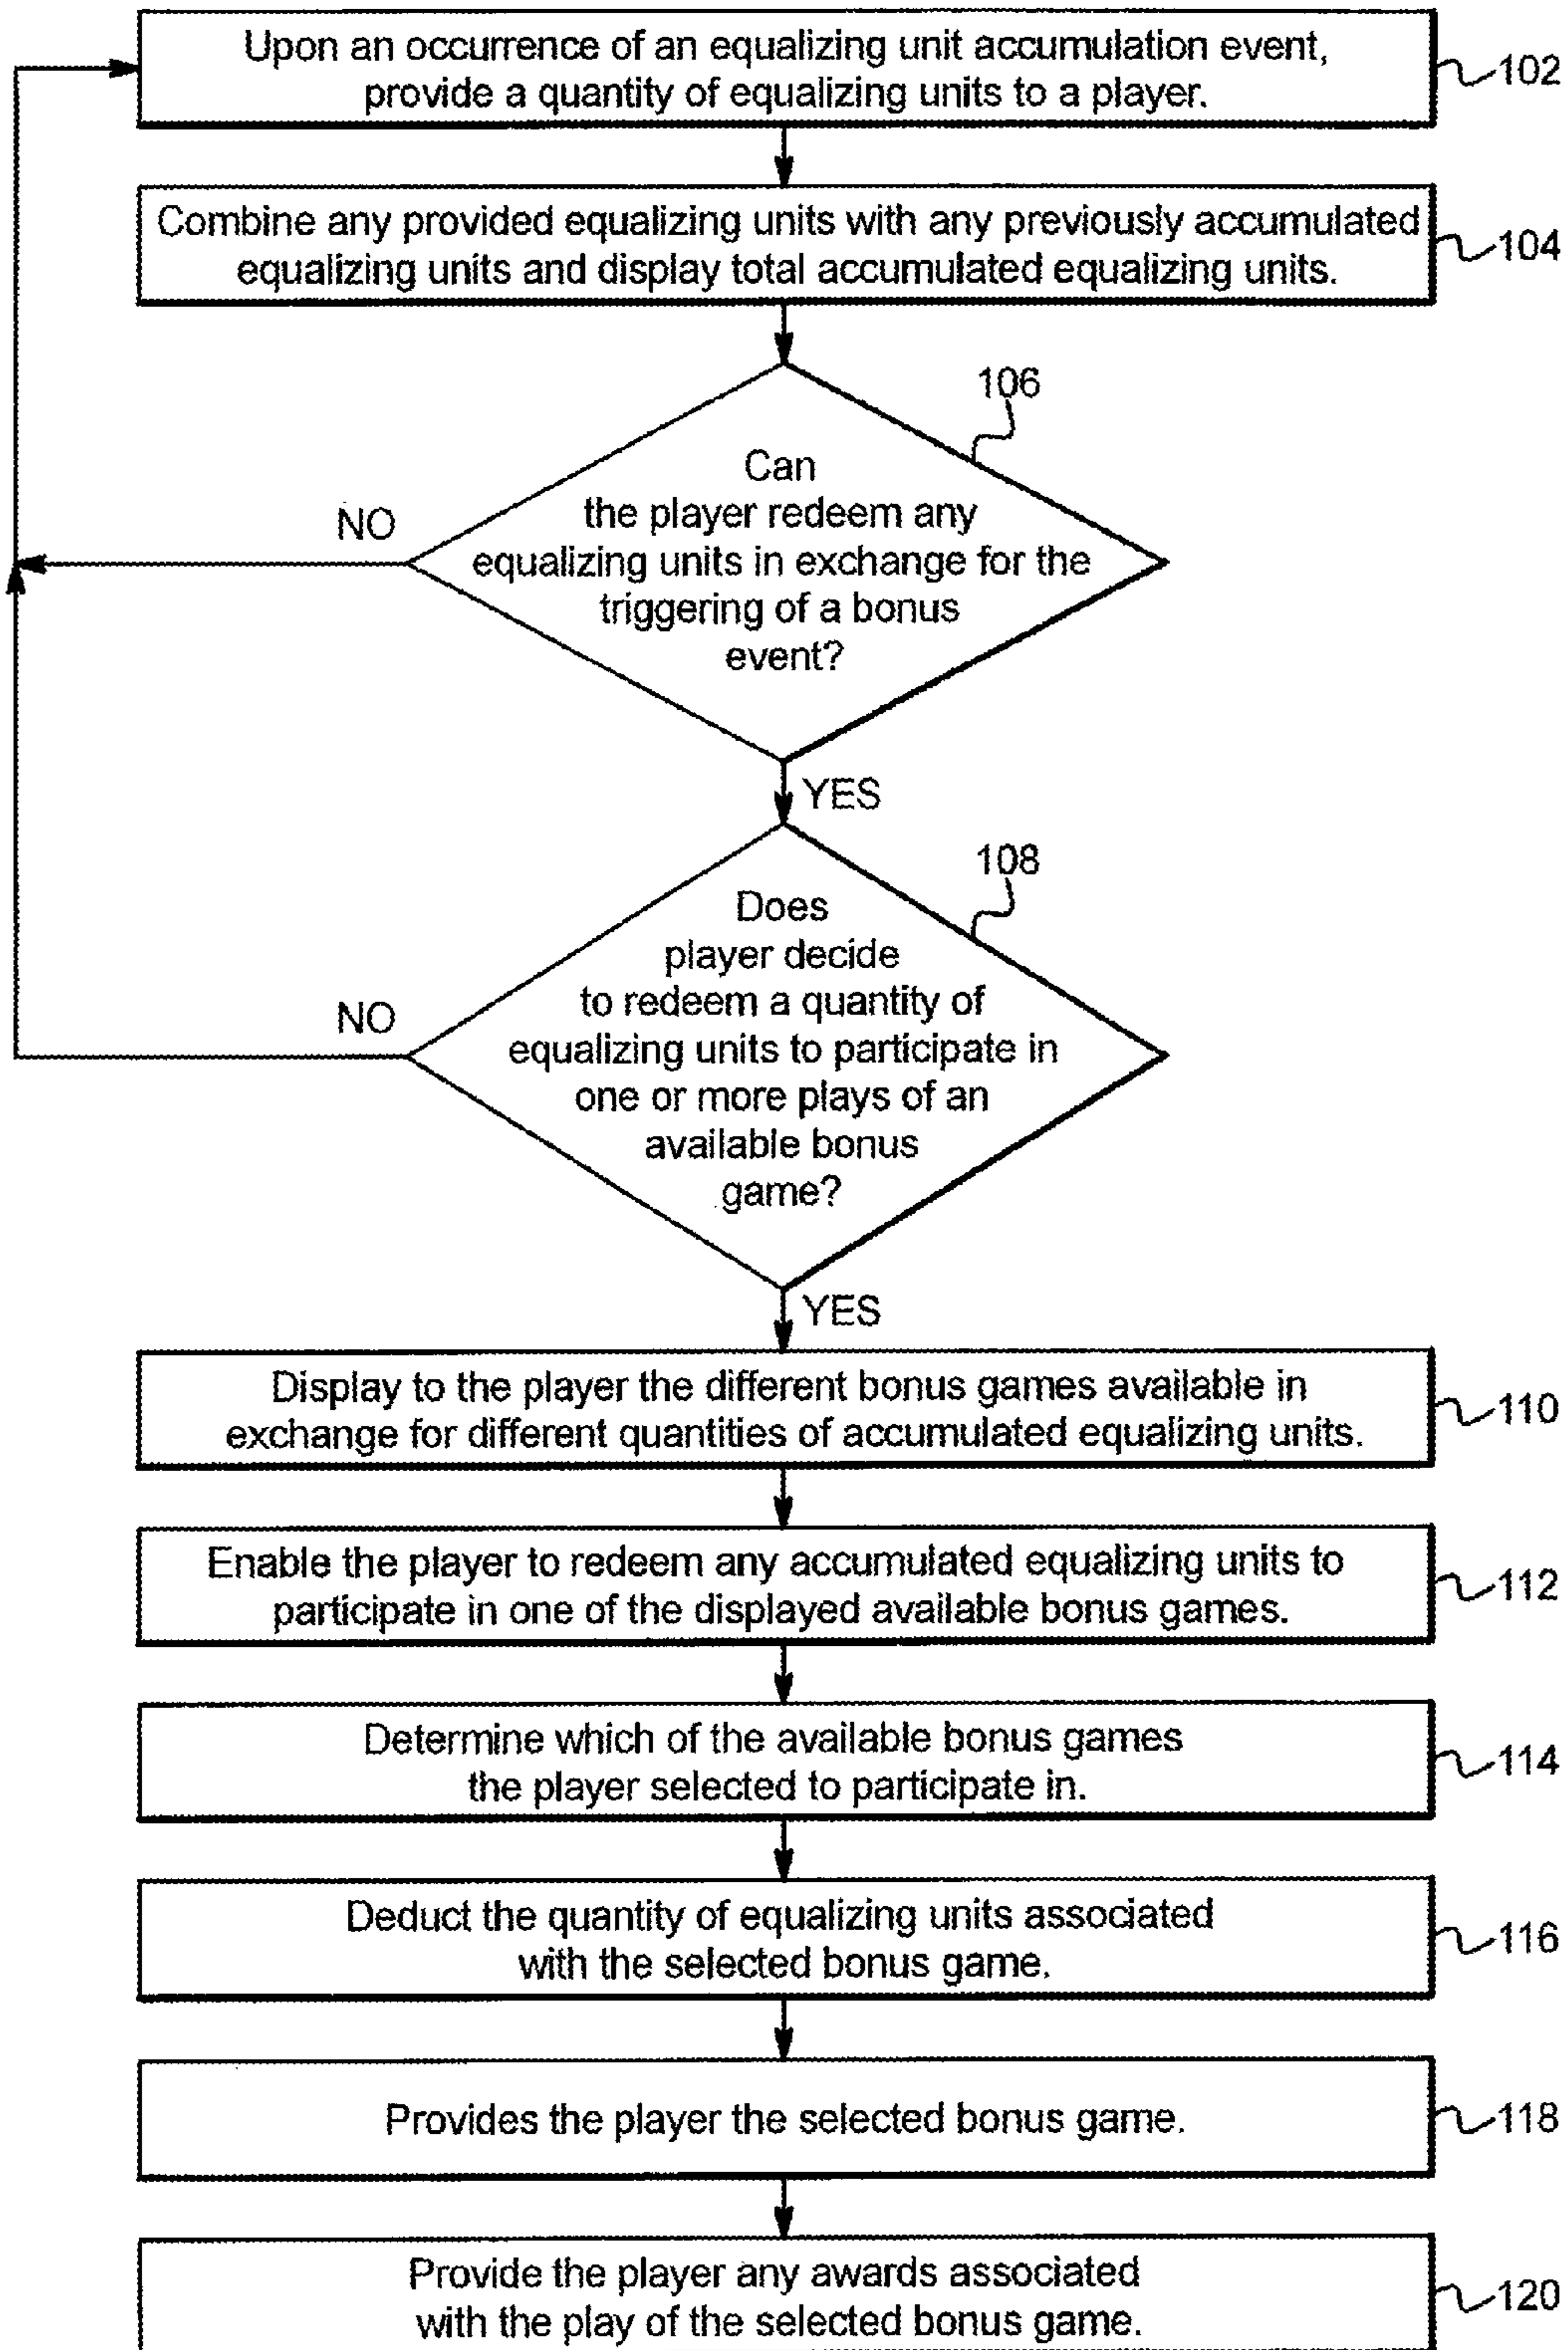 Upon an occurrence of an equalizing unit accumulation event,
provide a quantity of equalizing units to a player.
102
Combine any provided equalizing units with any previously accumulated
equalizing units and display total accumulated equalizing units.
104
106
Can
the player redeem any
equalizing units in exchange for the
triggering of a bonus
event?
NO
YES
108
Does
player decide
to redeem a quantity of
equalizing units to participate in
one or more plays of an
available bonus
game?
NO
YES
Display to the player the different bonus games available in
exchange for different quantities of accumulated equalizing units.
110
Enable the player to redeem any accumulated equalizing units to
participate in one of the displayed available bonus games.
112
Determine which of the available bonus games
the player selected to participate in.
114
Deduct the quantity of equalizing units associated
with the selected bonus game.
116
Provides the player the selected bonus game.
118
Provide the player any awards associated
with the play of the selected bonus game.
120